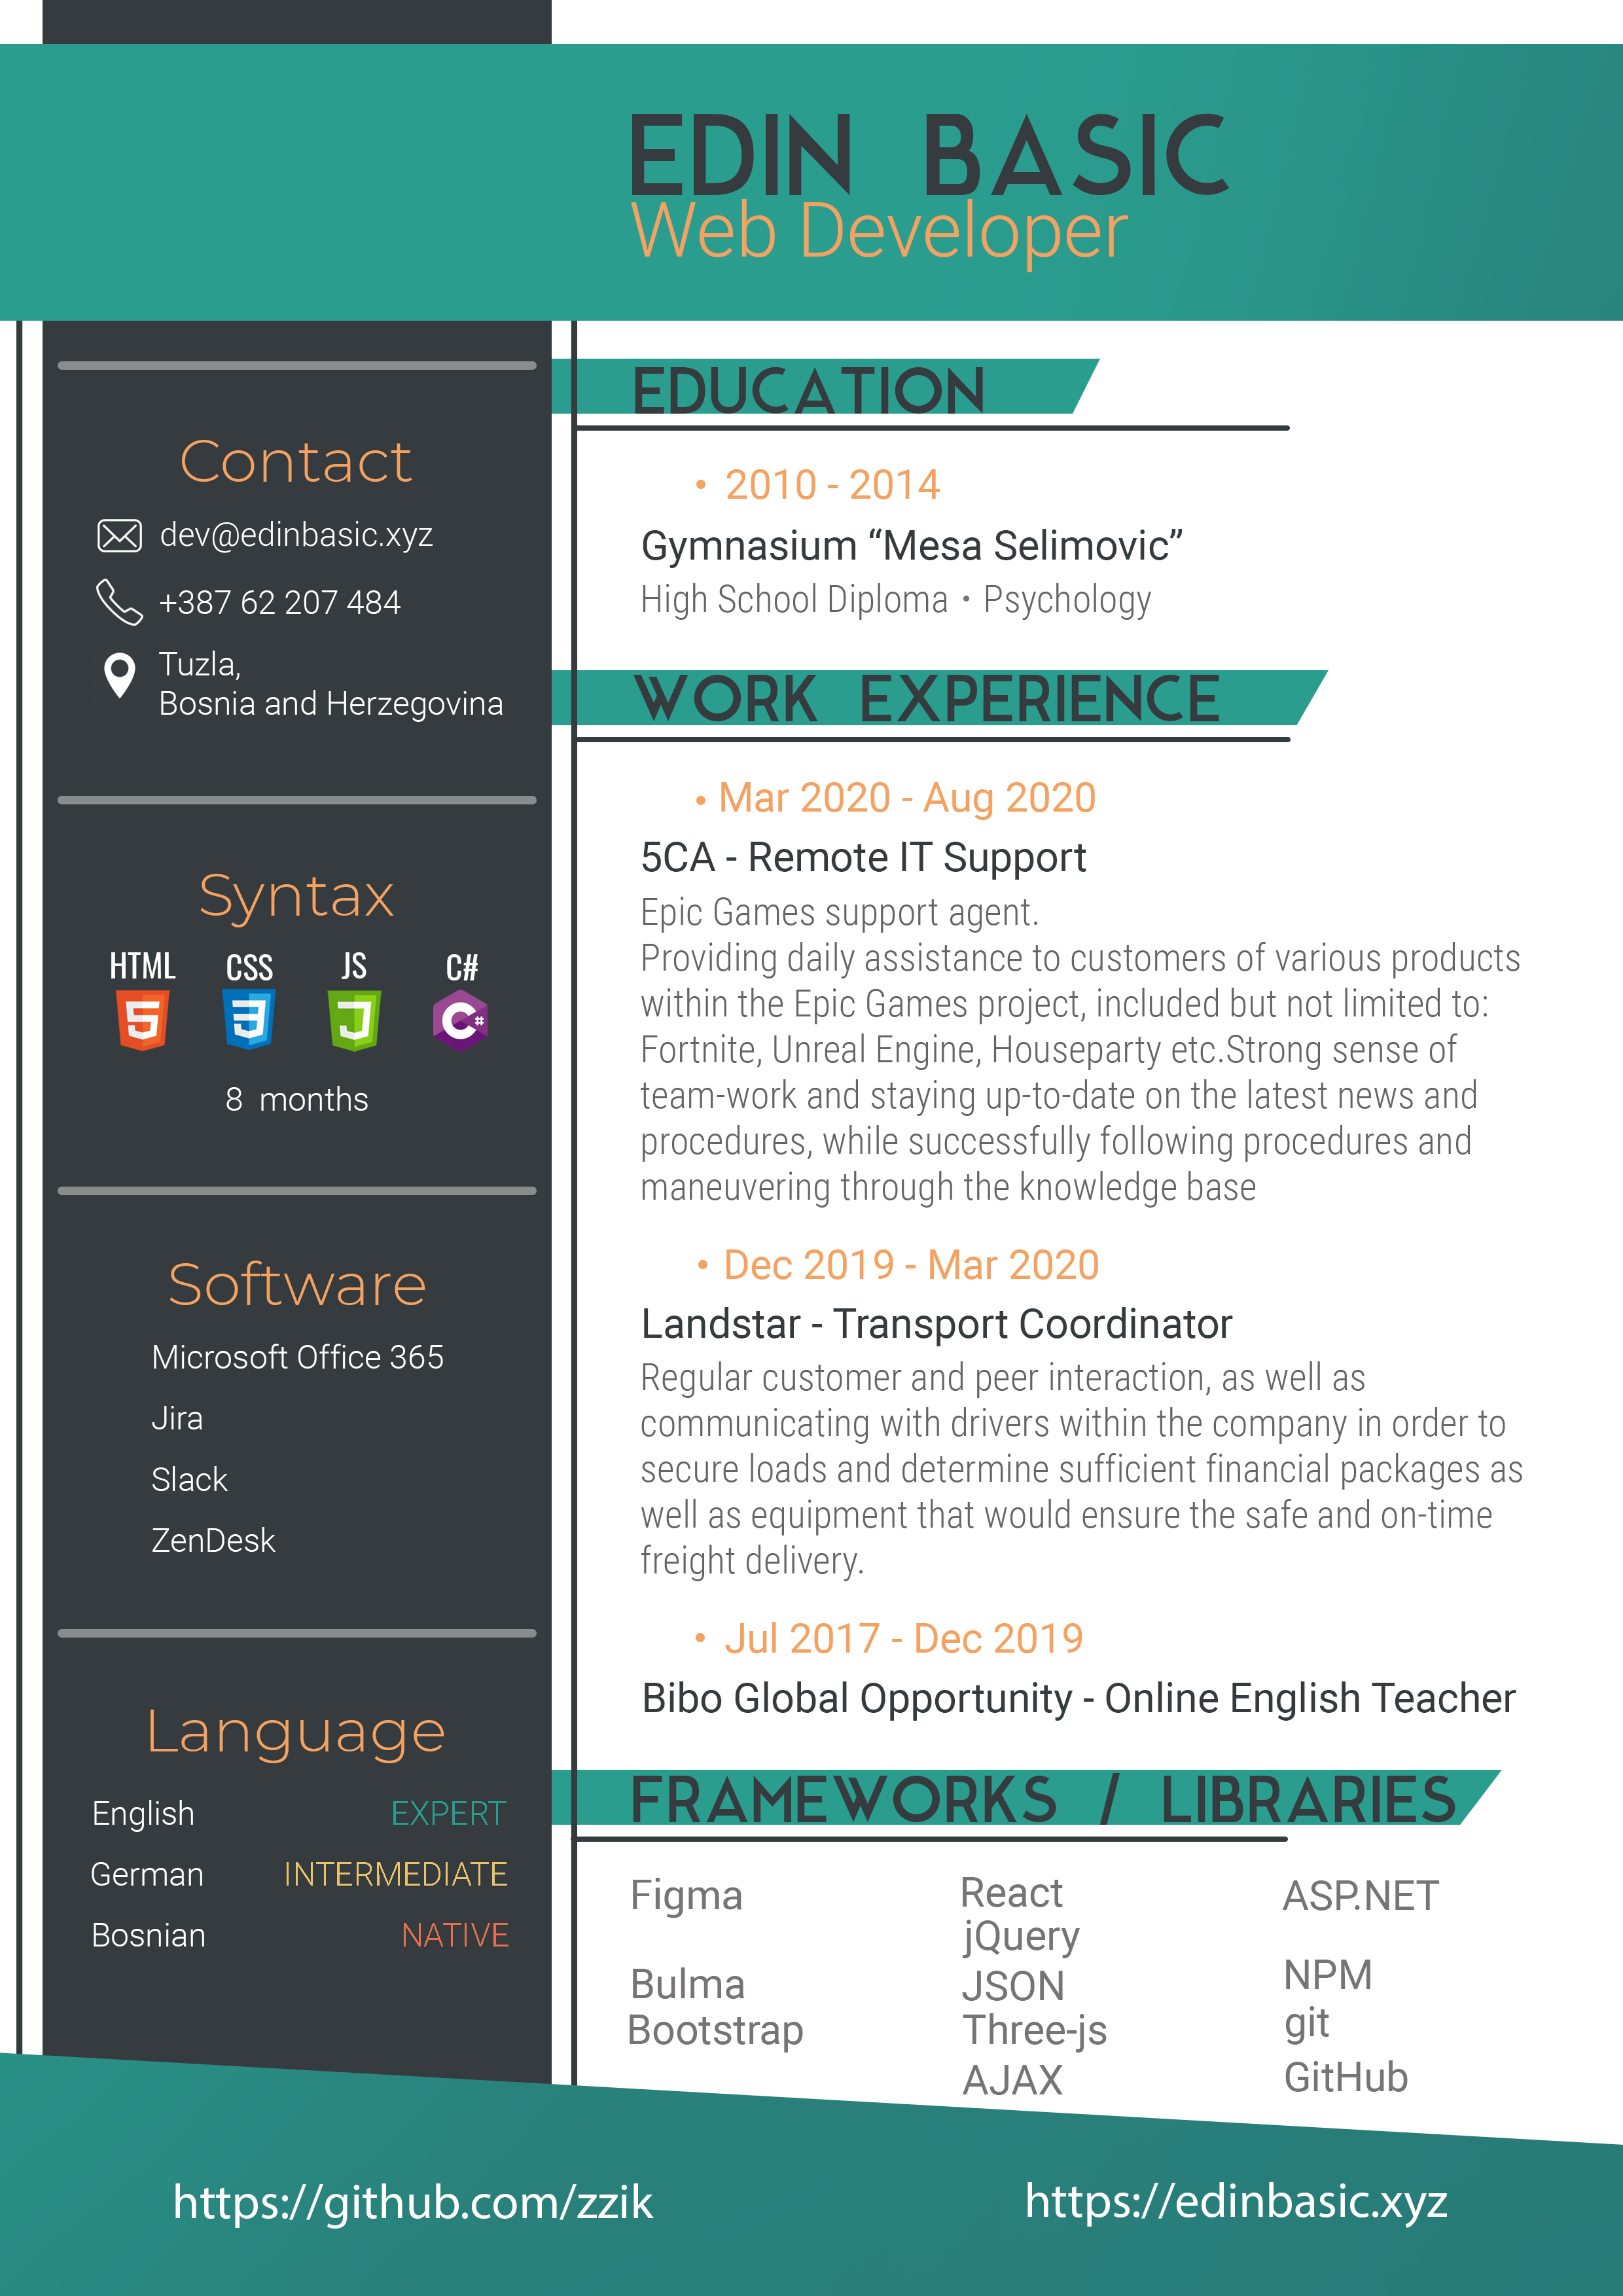 EDIN BASIC
Web Developer
Contact
dev@edinbasic.xyz
+387 62 207 484
Tuzla,
Bosnia and Herzegovina
Syntax
HTML CSS JS C#
8 months
Software
Microsoft Office 365
Jira
Slack
ZenDesk
Language
English EXPERT
German INTERMEDIATE
Bosnian NATIVE
EDUCATION
• 2010 - 2014
Gymnasium “Mesa Selimovic”
High School Diploma • Psychology
WORK EXPERIENCE
• Mar 2020 - Aug 2020
5CA - Remote IT Support
Epic Games support agent.
Providing daily assistance to customers of various products
within the Epic Games project, included but not limited to:
Fortnite, Unreal Engine, Houseparty etc.Strong sense of
team-work and staying up-to-date on the latest news and
procedures, while successfully following procedures and
maneuvering through the knowledge base
• Dec 2019 - Mar 2020
Landstar - Transport Coordinator
Regular customer and peer interaction, as well as
communicating with drivers within the company in order to
secure loads and determine sufficient financial packages as
well as equipment that would ensure the safe and on-time
freight delivery.
• Jul 2017 - Dec 2019
Bibo Global Opportunity - Online English Teacher
FRAMEWORKS / LIBRARIES
Figma
Bulma
Bootstrap
React
jQuery
JSON
Three-js
AJAX
ASP.NET
NPM
git
GitHub
https://github.com/zzik
https://edinbasic.xyz